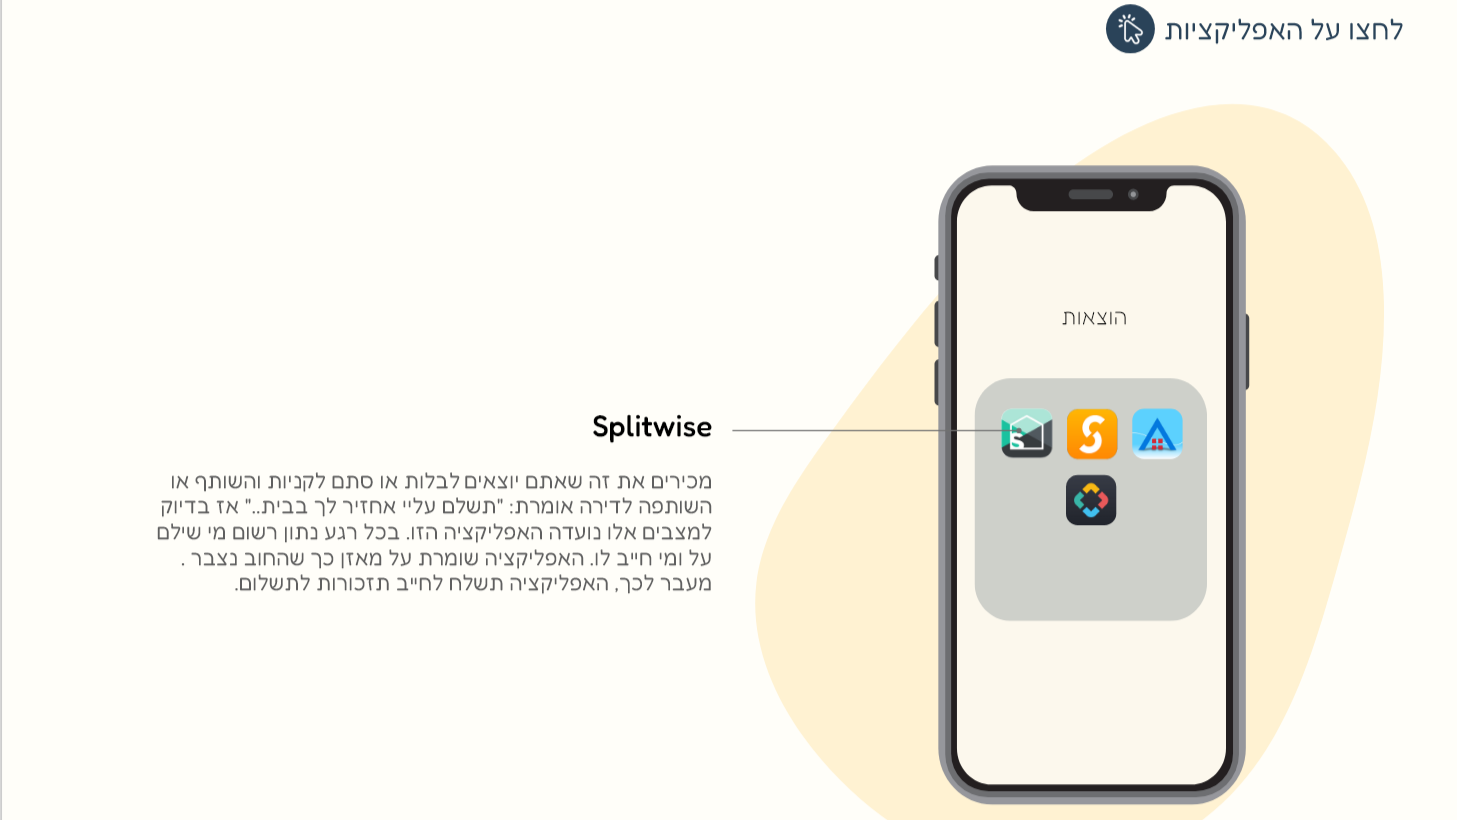 לחצו על האפליקציות
הוצאות
Splitwise
מכירים את זה שאתם יוצאים לבלות או סתם לקניות והשותף או
השותפה לדירה אומרת: "תשלם עליי אחזיר לך בבית.." אז בדיוק
למצבים אלו נועדה האפליקציה הזו. בכל רגע נתון רשום מי שילם
על ומי חייב לו. האפליקציה שומרת על מאזן כך שהחוב נצבר .
מעבר לכך, האפליקציה תשלח לחייב תזכורות לתשלום.